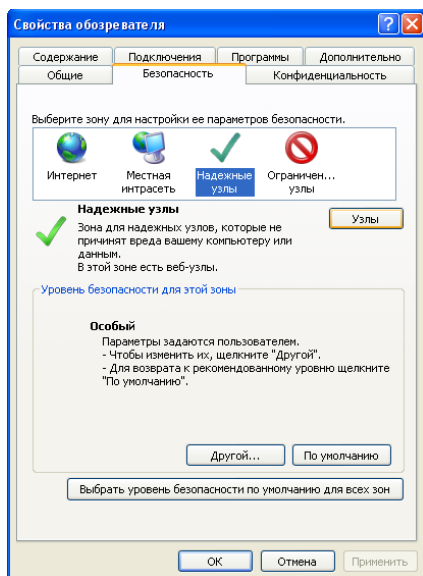 Свойства обозревателя
Содержание Подключения Программы Дополнительно
Общие Безопасность Конфиденциальность
Выберите зону для настройки ее параметров безопасности.
Интернет Местная интрасеть Надежные узлы Ограничен... узлы
Надежные узлы
Узлы
Зона для надежных узлов, которые не
причинят вреда вашему компьютеру или
данным.
В этой зоне есть веб-узлы.
Уровень безопасности для этой зоны
Особый
Параметры задаются пользователем.
- Чтобы изменить их, щелкните "Другой".
- Для возврата к рекомендованному уровню щелкните
"По умолчанию".
Другой... По умолчанию
Выбрать уровень безопасности по умолчанию для всех зон
OK Отмена Применить